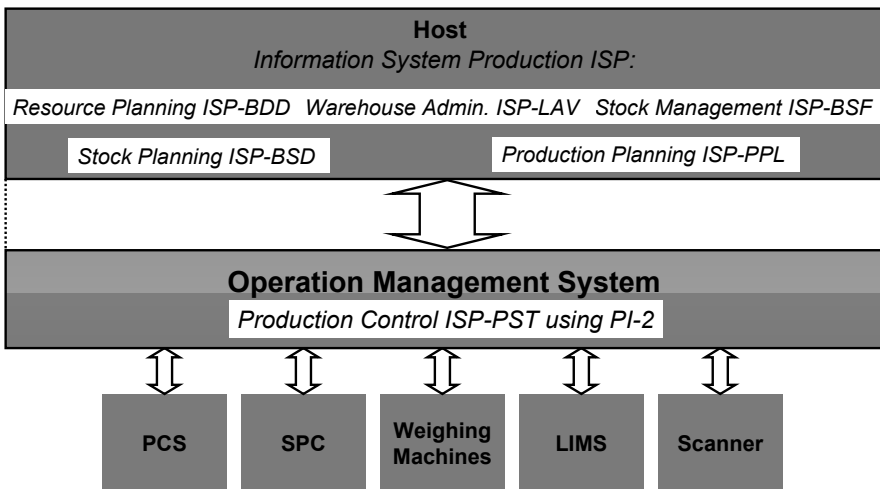 Host
Information System Production ISP:
Resource Planning ISP-BDD Warehouse Admin. ISP-LAV Stock Management ISP-BSF
Stock Planning ISP-BSD Production Planning ISP-PPL
Operation Management System
Production Control ISP-PST using PI-2
PCS SPC Weighing Machines LIMS Scanner